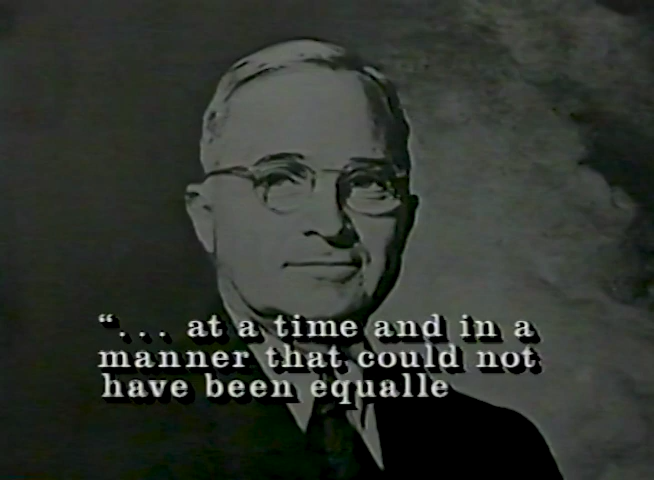 “... at a time and in a
manner that could not
have been equalle